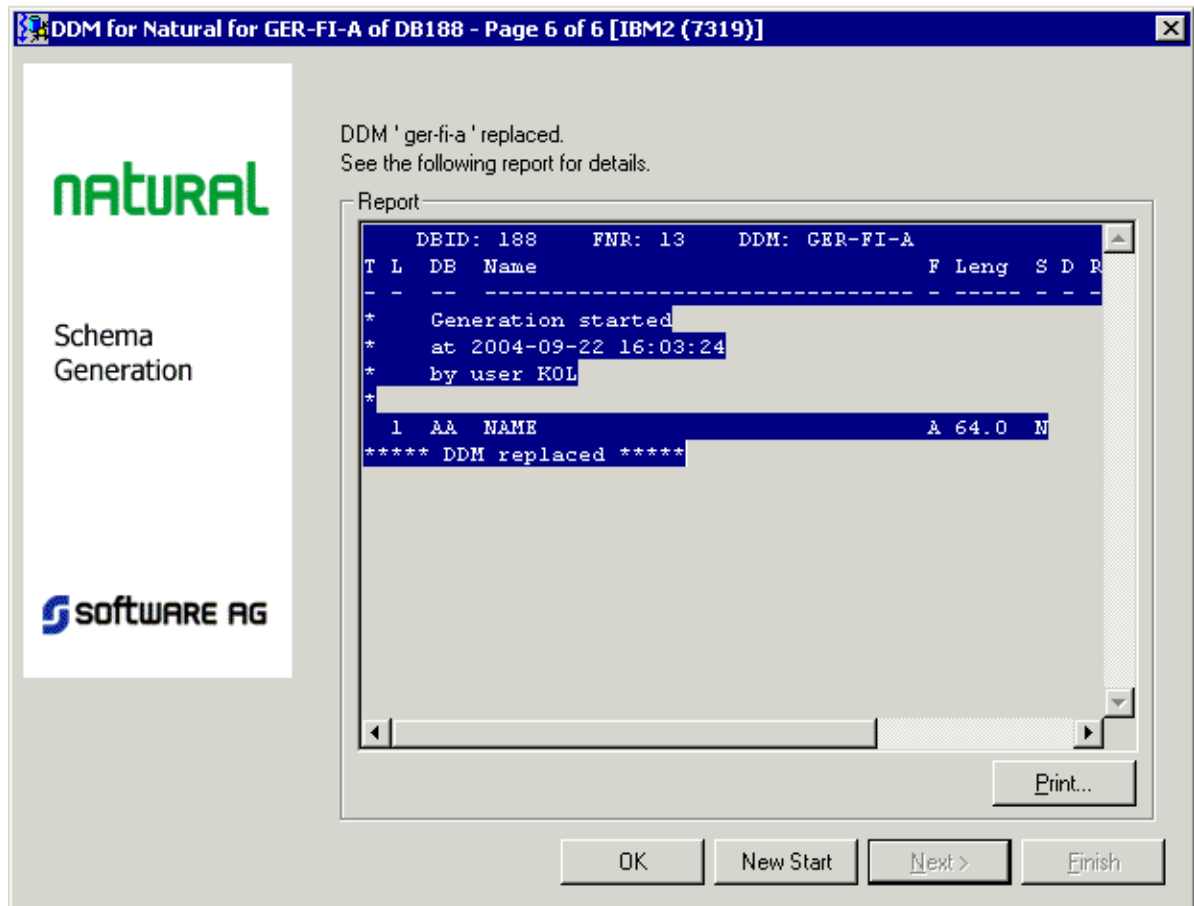 DDM for Natural for GER-FI-A of DB188 - Page 6 of 6 [IBM2 (7319)]
natural
Schema
Generation
software AG
DDM ' ger-fi-a ' replaced.
See the following report for details.
Report
DBID: 188 FNR: 13 DDM: GER-FI-A
T L DB Name F Leng S D R
- - -- -------------------------------- - ----- - - -
* Generation started
* at 2004-09-22 16:03:24
* by user KOL
*
1 AA NAME A 64.0 N
***** DDM replaced *****
Print...
OK New Start Next > Finish